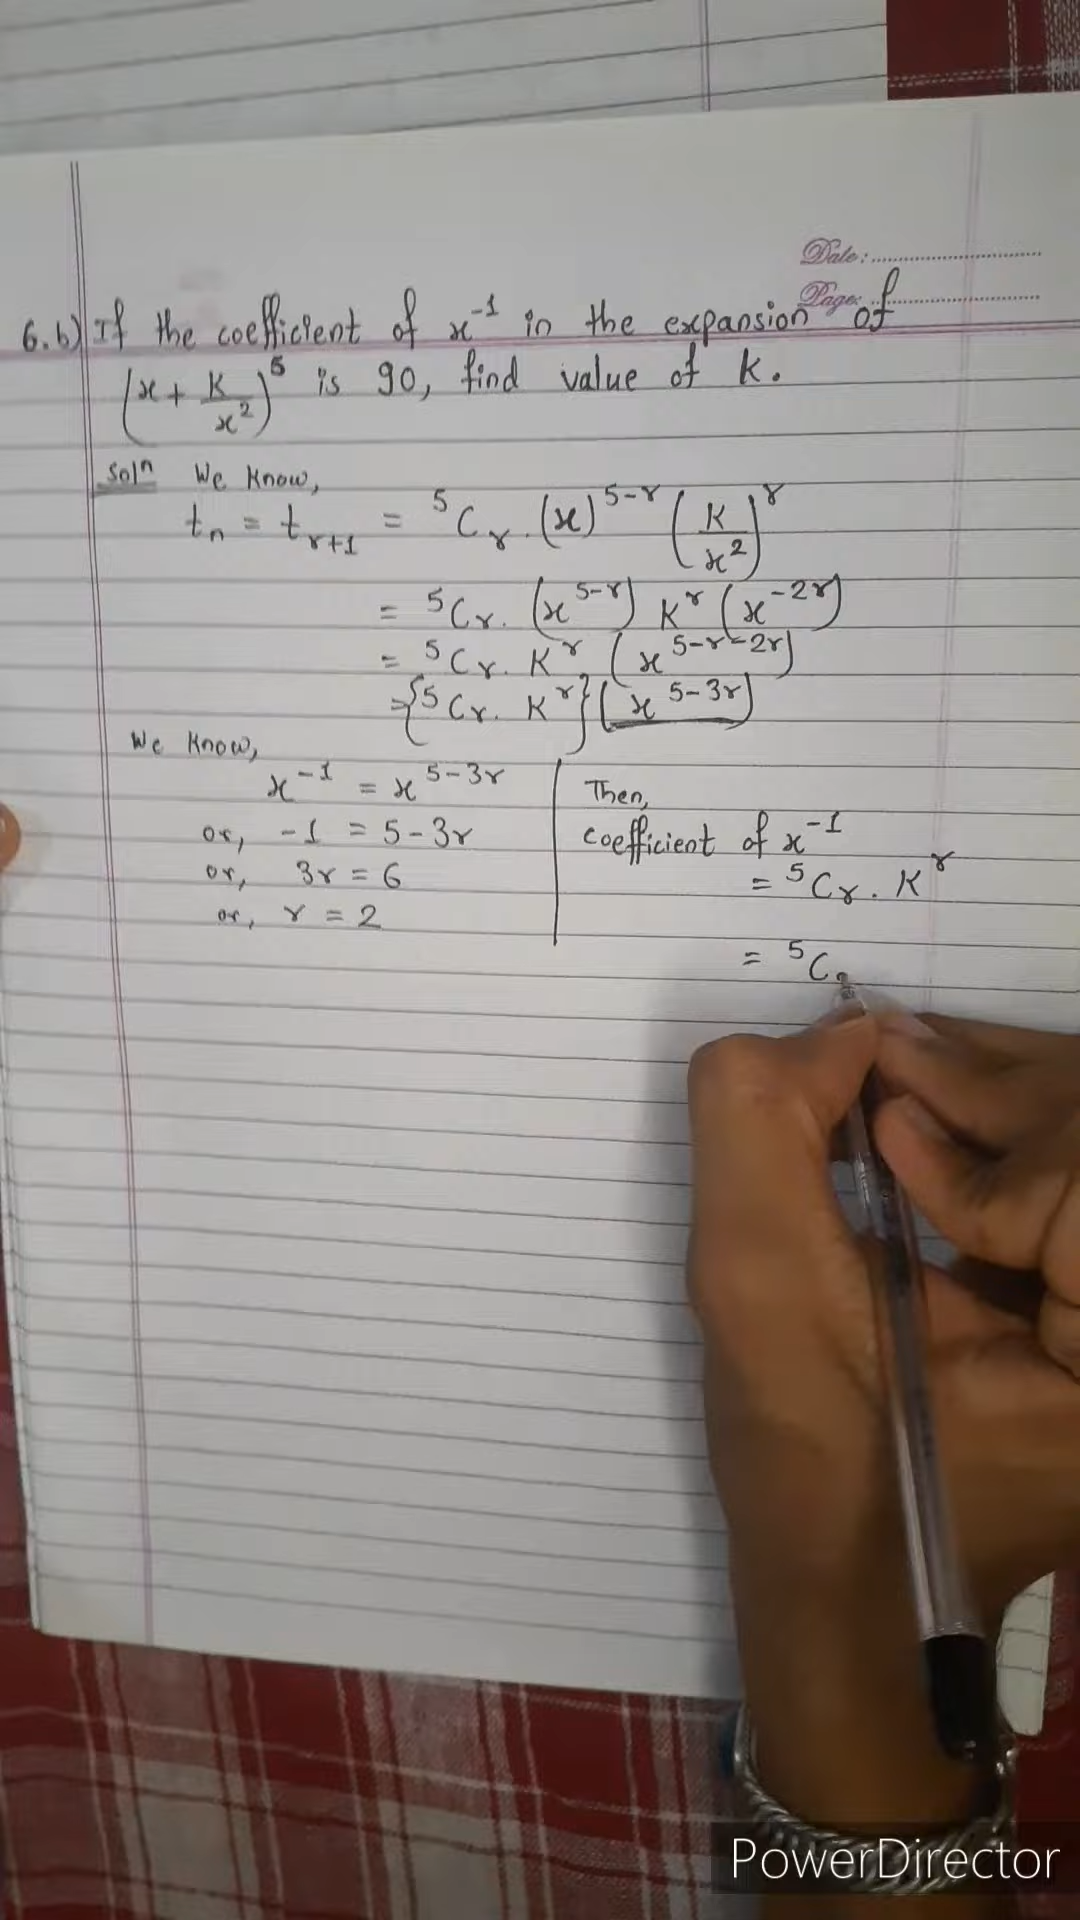 Date:
Page:
6.b) If the coefficient of x⁻¹ in the expansion of
(x + K/x²)⁵ is 90, find value of K.
Solⁿ We know,
tₙ = tᵣ₊₁ = ⁵Cᵣ. (x)⁵⁻ʳ (K/x²)ʳ
= ⁵Cᵣ. (x⁵⁻ʳ) Kʳ (x⁻²ʳ)
= ⁵Cᵣ. Kʳ (x⁵⁻ʳ⁻²ʳ)
= {⁵Cᵣ. Kʳ} (x⁵⁻³ʳ)
We know,
x⁻¹ = x⁵⁻³ʳ
or, -1 = 5-3r
or, 3r = 6
or, r = 2
Then,
coefficient of x⁻¹
= ⁵Cᵣ. Kʳ
= ⁵C
PowerDirector